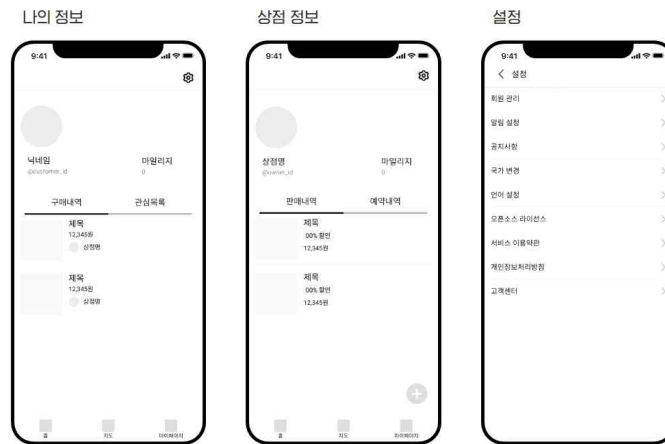 나의 정보
9:41
닉네임
@customer_id
마일리지
0
구매내역
관심목록
제목
12,345원
상점명
제목
12,345원
상점명
홈
지도
마이페이지
상점 정보
9:41
상점명
@owner_id
마일리지
0
판매내역
예약내역
제목
00% 할인
12,345원
제목
00% 할인
12,345원
홈
지도
마이페이지
설정
9:41
설정
회원 관리
알림 설정
공지사항
국가 변경
언어 설정
오픈소스 라이선스
서비스 이용약관
개인정보처리방침
고객센터